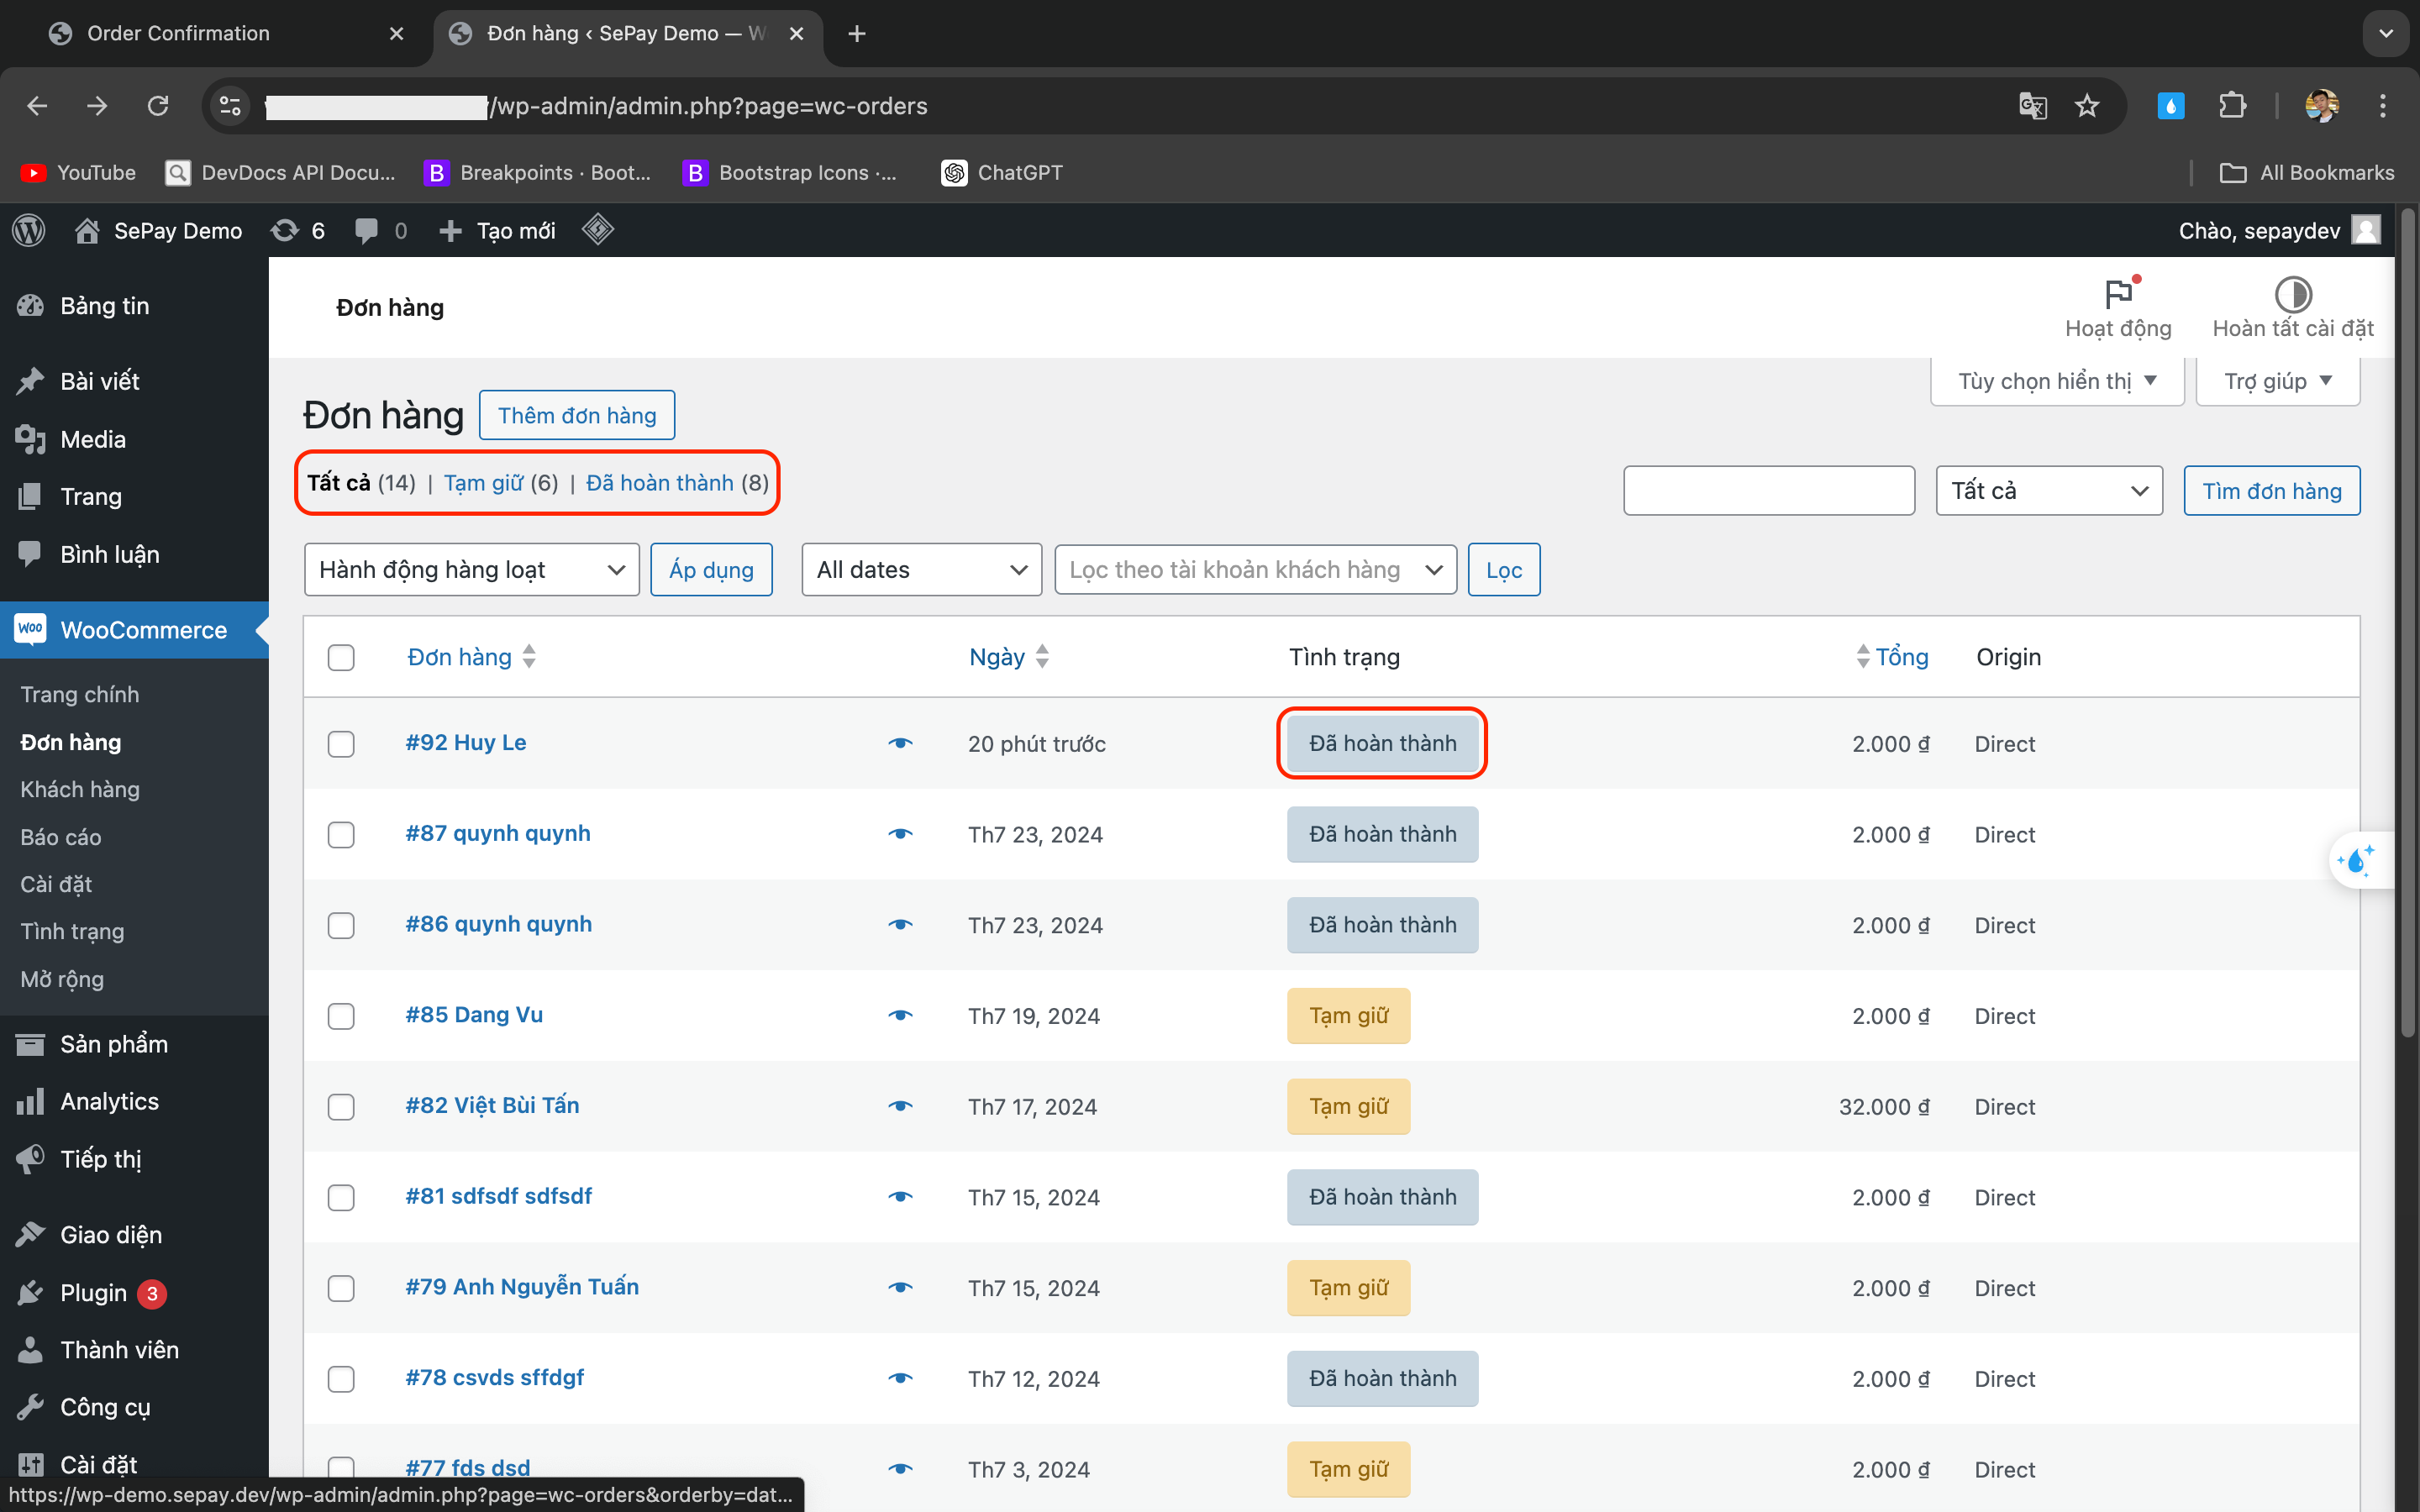 Order Confirmation
Đơn hàng ‹ SePay Demo — W
/wp-admin/admin.php?page=wc-orders
YouTube
DevDocs API Docu...
B Breakpoints · Boot...
B Bootstrap Icons ·...
ChatGPT
All Bookmarks
SePay Demo
6
0
Tạo mới
Chào, sepaydev
Bảng tin
Bài viết
Media
Trang
Bình luận
Woo WooCommerce
Trang chính
Đơn hàng
Khách hàng
Báo cáo
Cài đặt
Tình trạng
Mở rộng
Sản phẩm
Analytics
Tiếp thị
Giao diện
Plugin 3
Thành viên
Công cụ
Cài đặt
Đơn hàng
Hoạt động
Hoàn tất cài đặt
Tùy chọn hiển thị
Trợ giúp
Đơn hàng Thêm đơn hàng
Tất cả (14) | Tạm giữ (6) | Đã hoàn thành (8)
Tất cả
Tìm đơn hàng
Hành động hàng loạt
Áp dụng
All dates
Lọc theo tài khoản khách hàng
Lọc
Đơn hàng Ngày Tình trạng Tổng Origin
#92 Huy Le 20 phút trước Đã hoàn thành 2.000 ₫ Direct
#87 quynh quynh Th7 23, 2024 Đã hoàn thành 2.000 ₫ Direct
#86 quynh quynh Th7 23, 2024 Đã hoàn thành 2.000 ₫ Direct
#85 Dang Vu Th7 19, 2024 Tạm giữ 2.000 ₫ Direct
#82 Việt Bùi Tấn Th7 17, 2024 Tạm giữ 32.000 ₫ Direct
#81 sdfsdf sdfsdf Th7 15, 2024 Đã hoàn thành 2.000 ₫ Direct
#79 Anh Nguyễn Tuấn Th7 15, 2024 Tạm giữ 2.000 ₫ Direct
#78 csvds sffdgf Th7 12, 2024 Đã hoàn thành 2.000 ₫ Direct
#77 fds dsd Th7 3, 2024 Tạm giữ 2.000 ₫ Direct
https://wp-demo.sepay.dev/wp-admin/admin.php?page=wc-orders&orderby=dat...